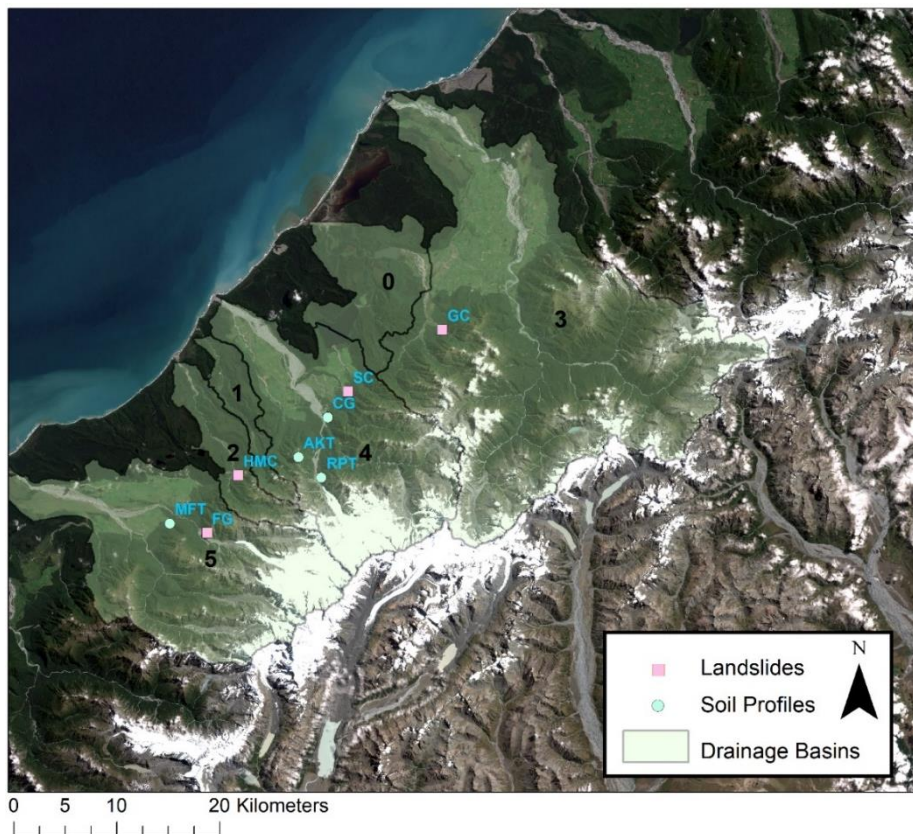 0
GC
3
SC
1
CG
AKT
4
2
HMC
RPT
MFT
FG
5
N
Landslides
Soil Profiles
Drainage Basins
0 5 10 20 Kilometers